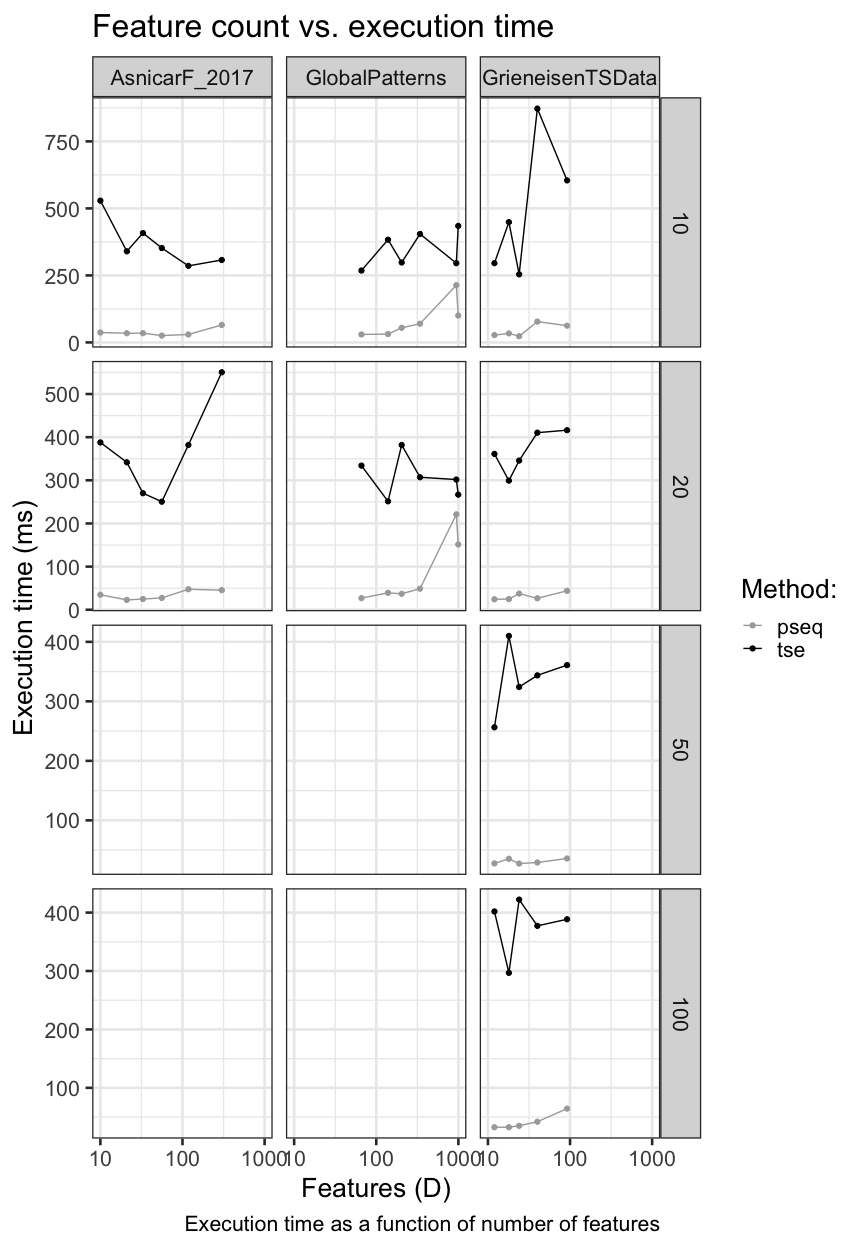 Feature count vs. execution time
AsnicarF_2017 GlobalPatterns GrieneisenTSData
750
500
250
0
10
500
400
300
200
100
0
20
400
300
200
100
50
400
300
200
100
100
10 100 1000 10 100 1000 10 100 1000
Execution time (ms)
Features (D)
Method:
pseq
tse
Execution time as a function of number of features